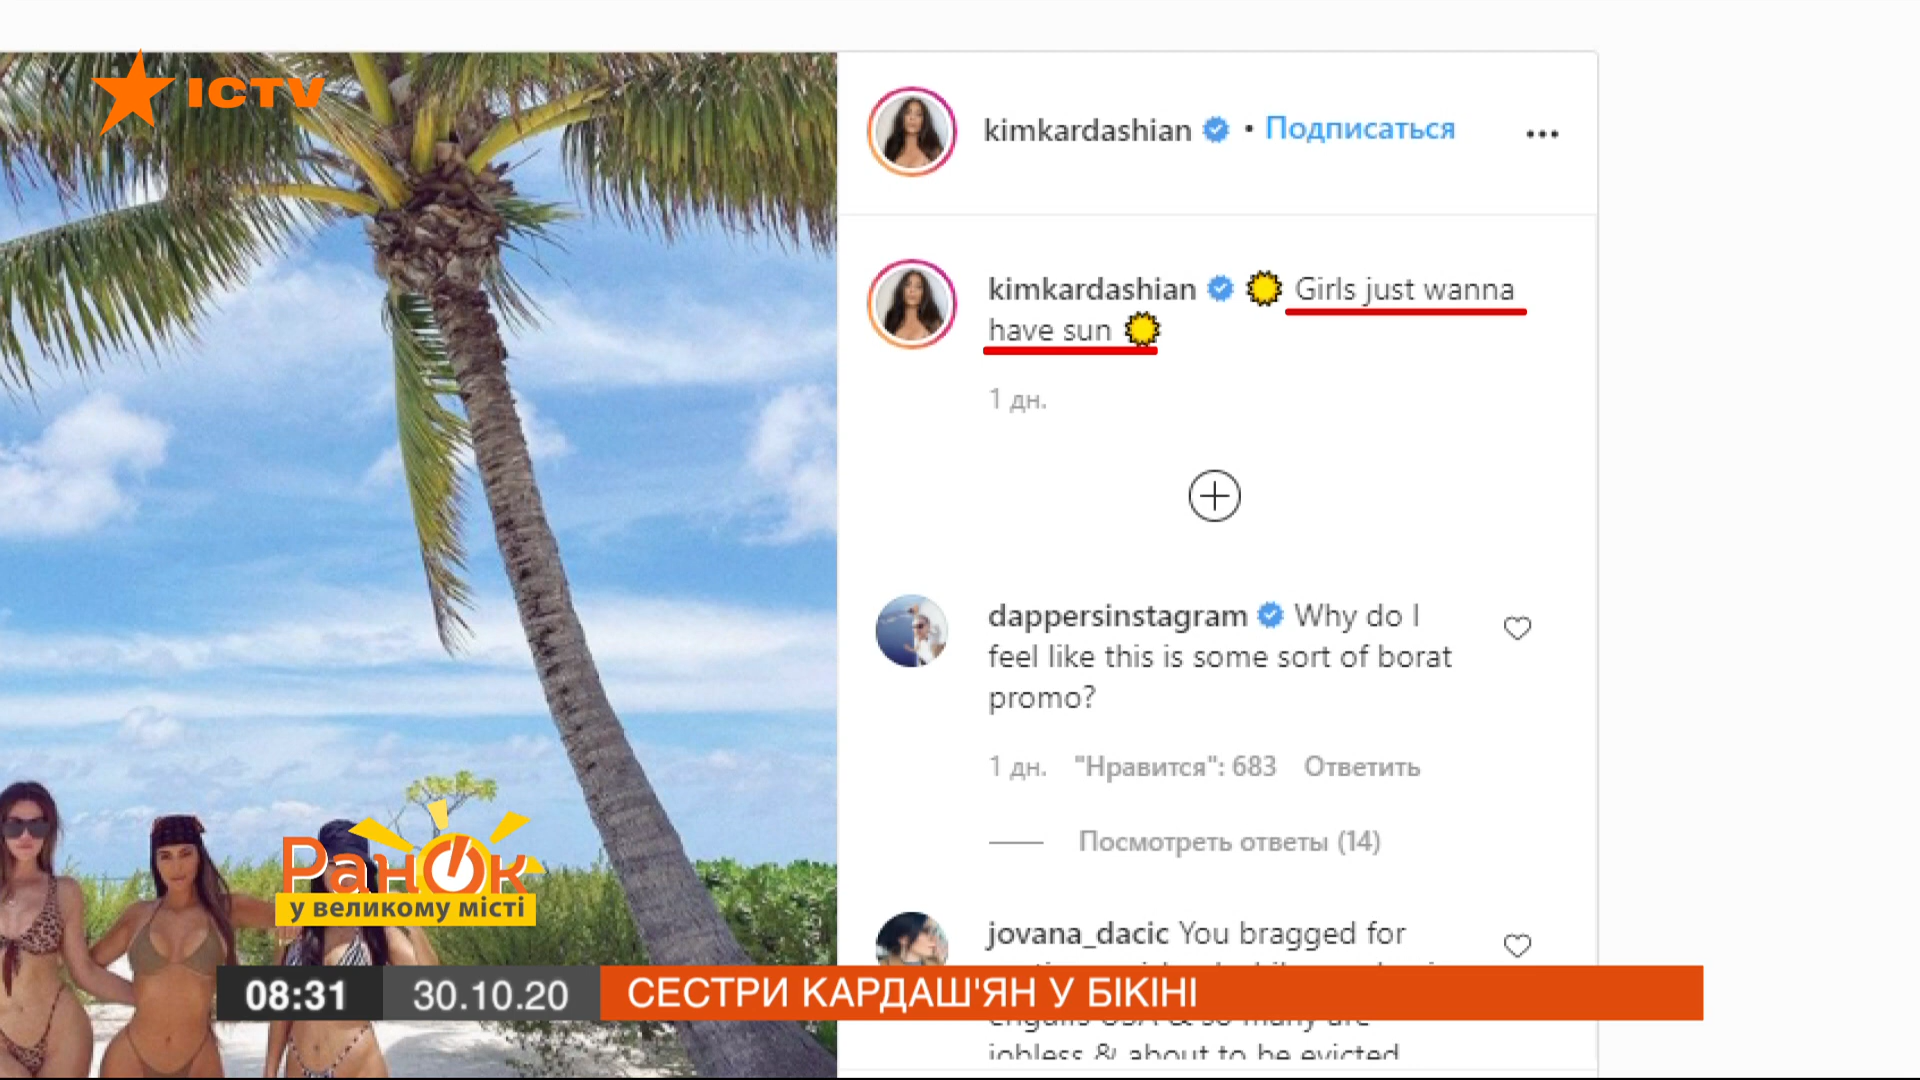 ICTV
kimkardashian • Подписаться
kimkardashian Girls just wanna
have sun
1 дн.
dappersinstagram Why do I
feel like this is some sort of borat
promo?
1 дн. "Нравится": 683 Ответить
Посмотреть ответы (14)
jovana_dacic You bragged for
jobless & about to be evicted
Ранок
у великому місті
08:31 30.10.20 СЕСТРИ КАРДАШ'ЯН У БІКІНІ